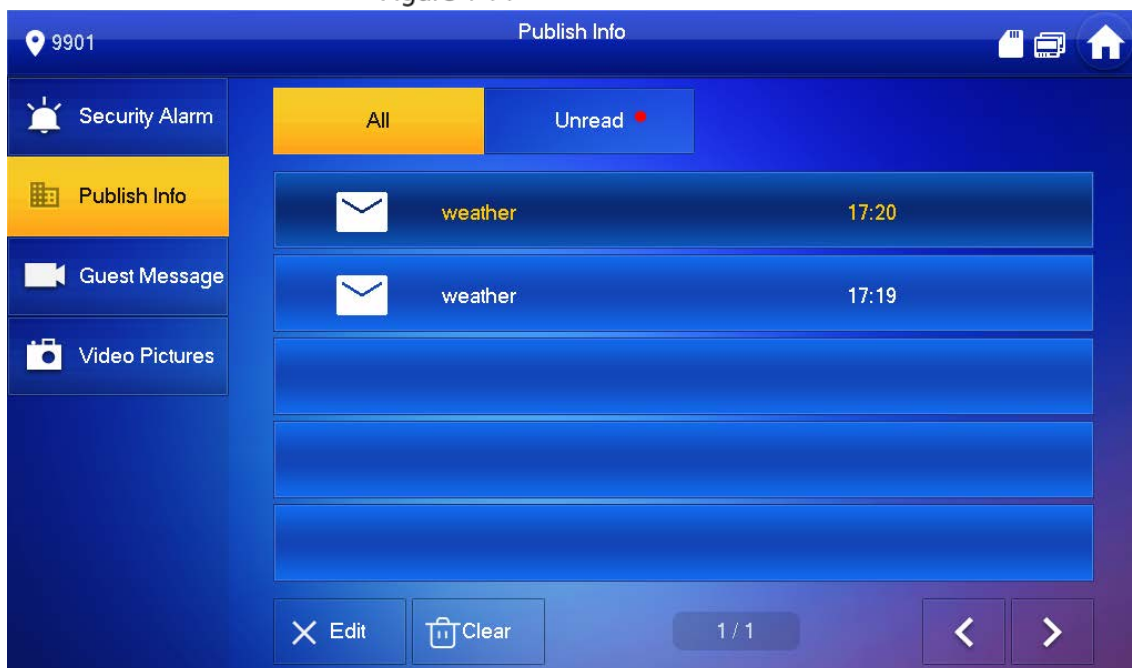 Publish Info
9901
Security Alarm
All
Unread
Publish Info
weather 17:20
Guest Message
weather 17:19
Video Pictures
Edit
Clear
1 / 1